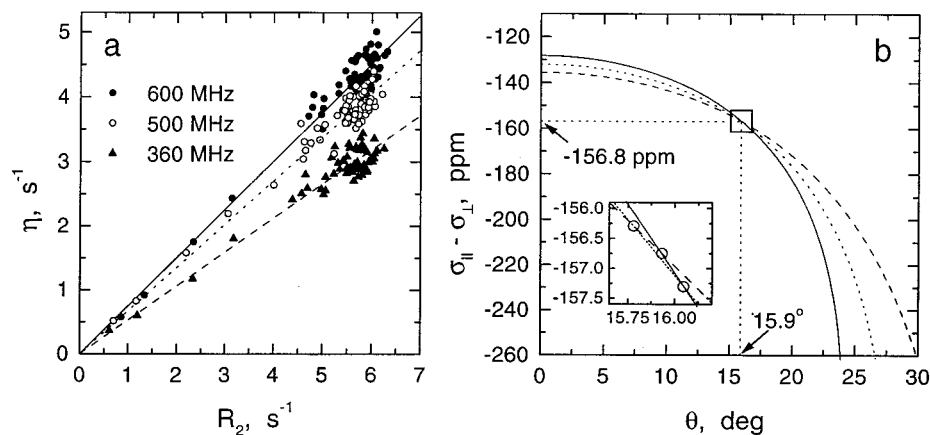 a
600 MHz
500 MHz
360 MHz
η, s⁻¹
5
4
3
2
1
0
0 1 2 3 4 5 6 7
R₂, s⁻¹
b
σ|| - σ⊥, ppm
-120
-140
-160
-180
-200
-220
-240
-260
-156.8 ppm
-156.0
-156.5
-157.0
-157.5
15.75 16.00
15.9°
0 5 10 15 20 25 30
θ, deg